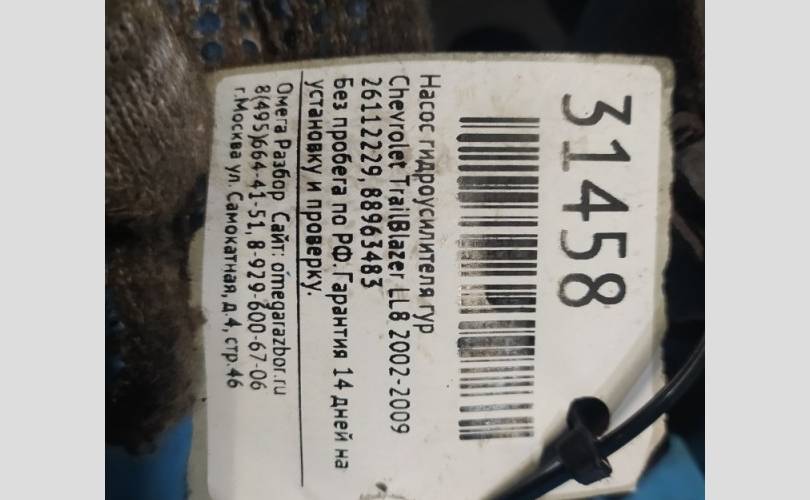 31458
Насос гидроусилителя гур
Chevrolet TrailBlazer LL8 2002-2009
26112229, 88963483
Без пробега по РФ. Гарантия 14 дней на
установку и проверку.
Омега Разбор Сайт: omegarazbor.ru
8(495)664-41-51, 8-929-600-67-06
г.Москва ул. Самокатная, д.4, стр.46